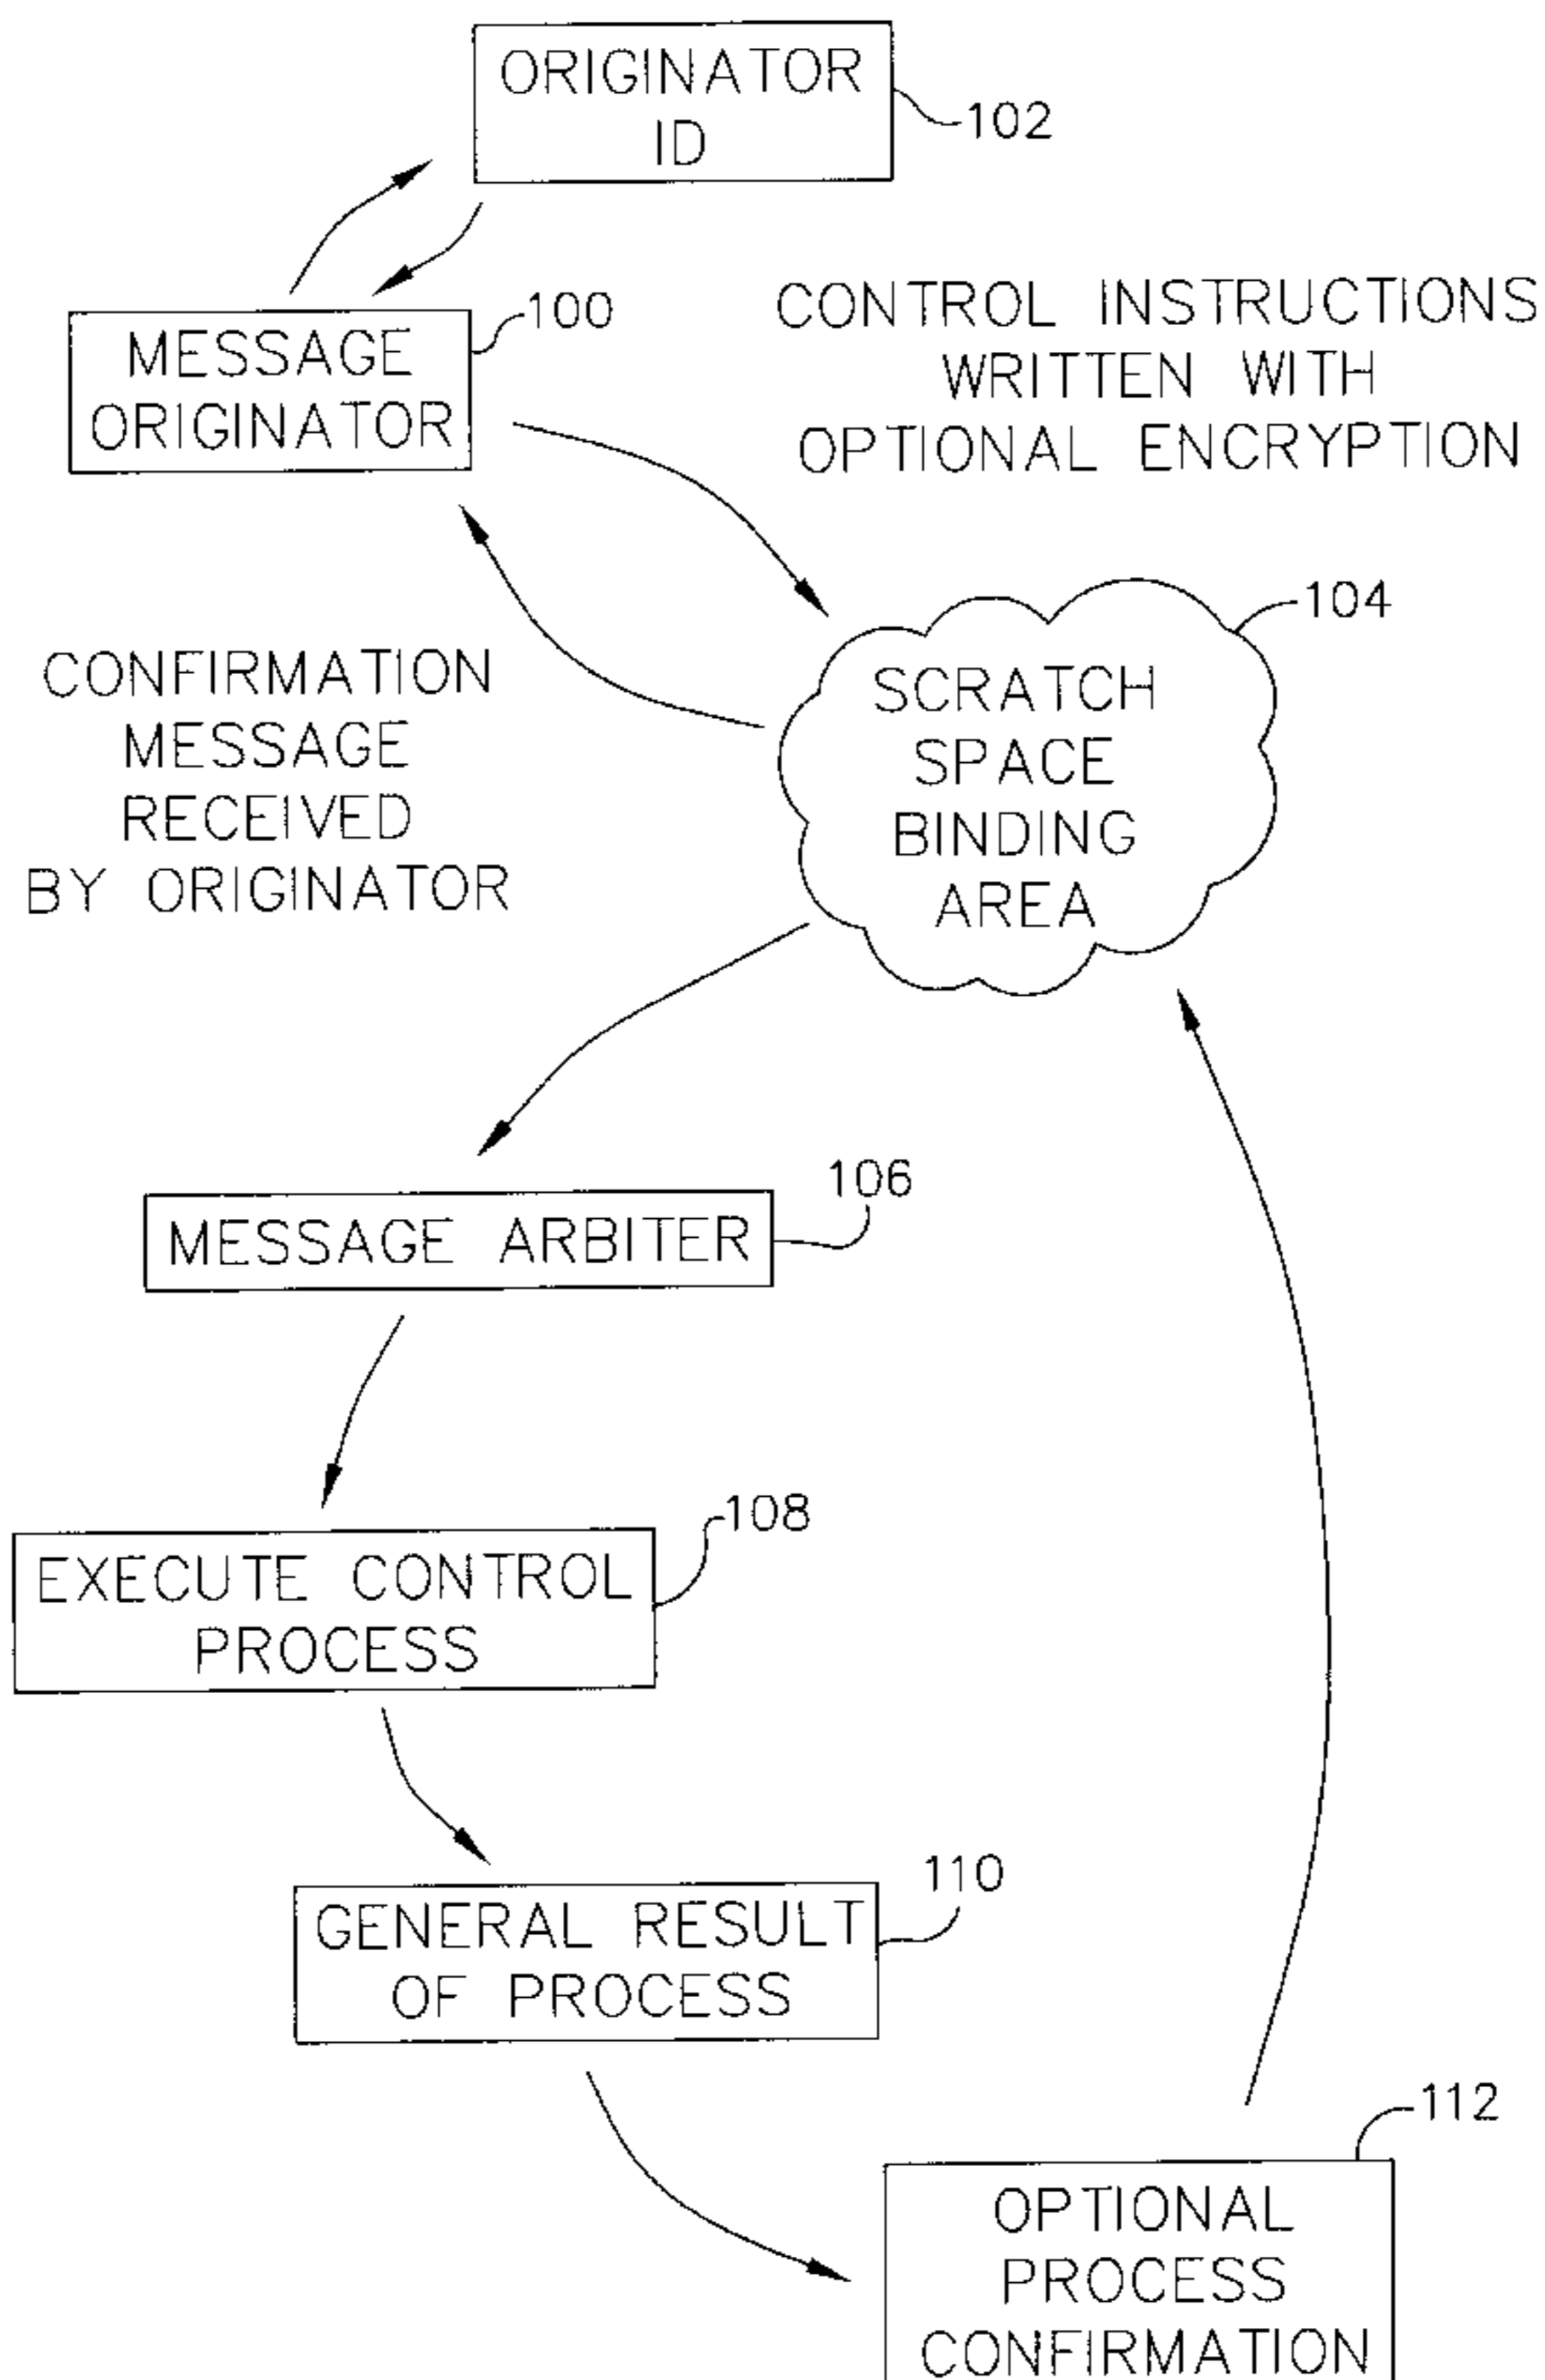 ORIGINATOR
ID
102
100
MESSAGE
ORIGINATOR
CONTROL INSTRUCTIONS
WRITTEN WITH
OPTIONAL ENCRYPTION
104
CONFIRMATION
MESSAGE
RECEIVED
BY ORIGINATOR
SCRATCH
SPACE
BINDING
AREA
106
MESSAGE ARBITER
108
EXECUTE CONTROL
PROCESS
110
GENERAL RESULT
OF PROCESS
112
OPTIONAL
PROCESS
CONFIRMATION